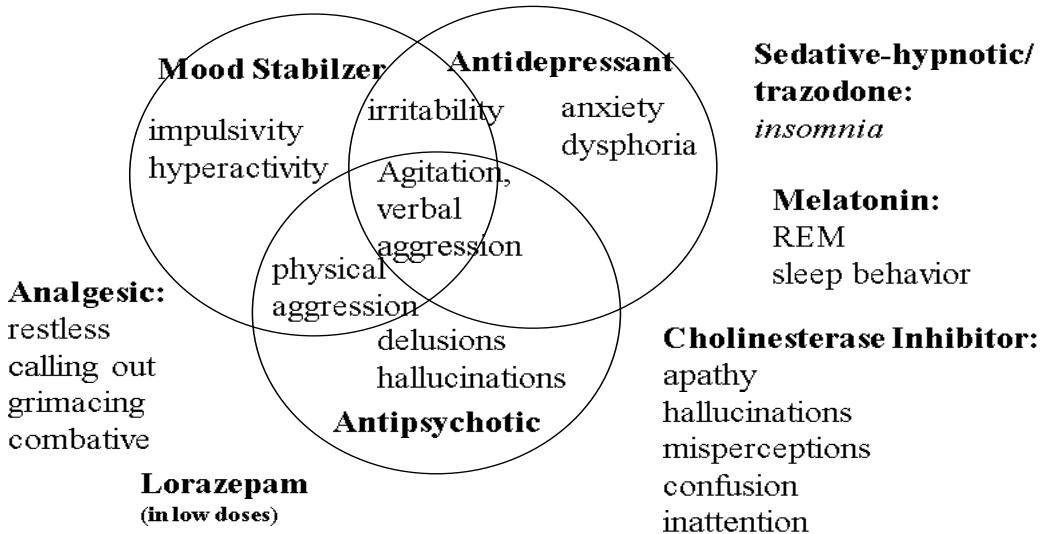 Mood Stabilzer
impulsivity
hyperactivity
Antidepressant
irritability
anxiety
dysphoria
Agitation,
verbal
aggression
physical
aggression
delusions
hallucinations
Antipsychotic
Analgesic:
restless
calling out
grimacing
combative
Lorazepam
(in low doses)
Sedative-hypnotic/
trazodone:
insomnia
Melatonin:
REM
sleep behavior
Cholinesterase Inhibitor:
apathy
hallucinations
misperceptions
confusion
inattention